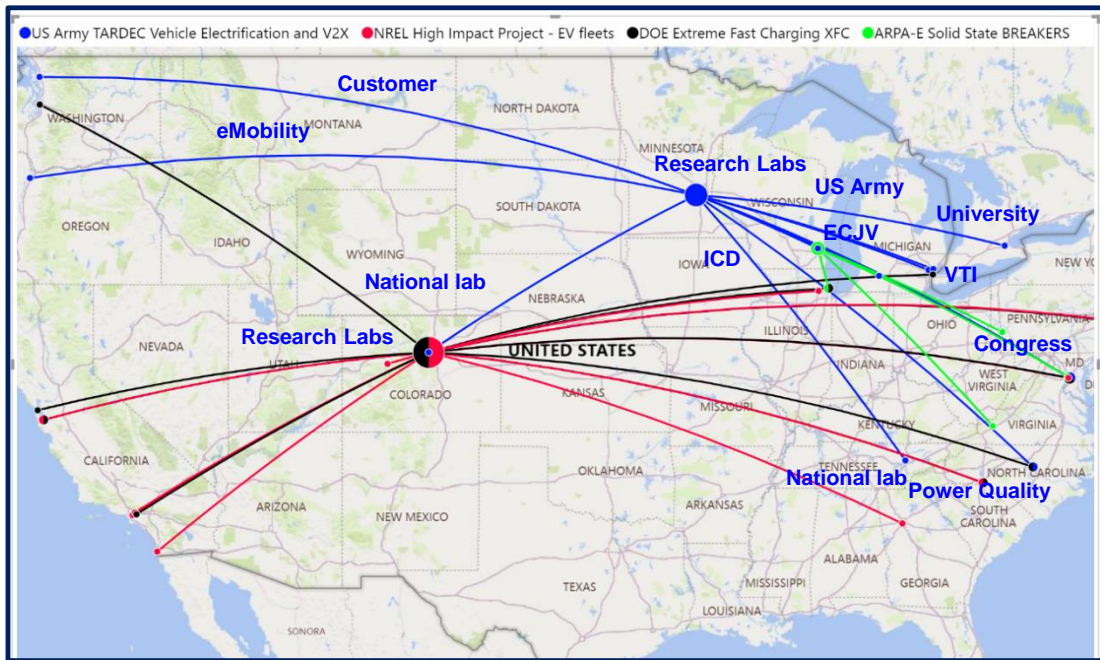 US Army TARDEC Vehicle Electrification and V2X NREL High Impact Project - EV fleets DOE Extreme Fast Charging XFC ARPA-E Solid State BREAKERS
Customer
WASHINGTON
MONTANA
NORTH DAKOTA
eMobility
MINNESOTA
Research Labs
US Army
WISCONSIN
University
SOUTH DAKOTA
OREGON
IDAHO
ECJV
MICHIGAN
WYOMING
ICD
IOWA
VTI
NEW YO
National lab
NEBRASKA
PENNSYLVANIA
ILLINOIS
OHIO
Research Labs
NEVADA
UTAH
UNITED STATES
Congress
MD
INDIANA
WEST
VIRGINIA
COLORADO
KANSAS
MISSOURI
KENTUCKY
VIRGINIA
CALIFORNIA
OKLAHOMA
TENNESSEE
National lab
NORTH CAROLINA
Power Quality
ARIZONA
NEW MEXICO
ARKANSAS
SOUTH
CAROLINA
ALABAMA
MISSISSIPPI
GEORGIA
TEXAS
LOUISIANA
SONORA